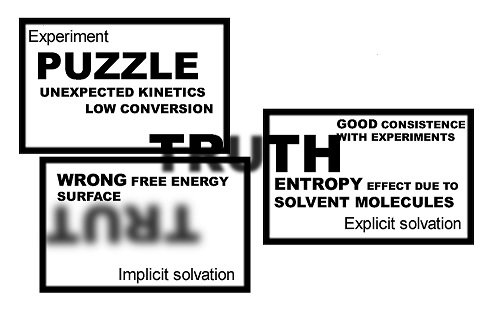 Experiment
PUZZLE
UNEXPECTED KINETICS
LOW CONVERSION
TRUTH
GOOD CONSISTENCE
WITH EXPERIMENTS
ENTROPY EFFECT DUE TO
SOLVENT MOLECULES
Explicit solvation
WRONG FREE ENERGY
SURFACE
TRUT
Implicit solvation